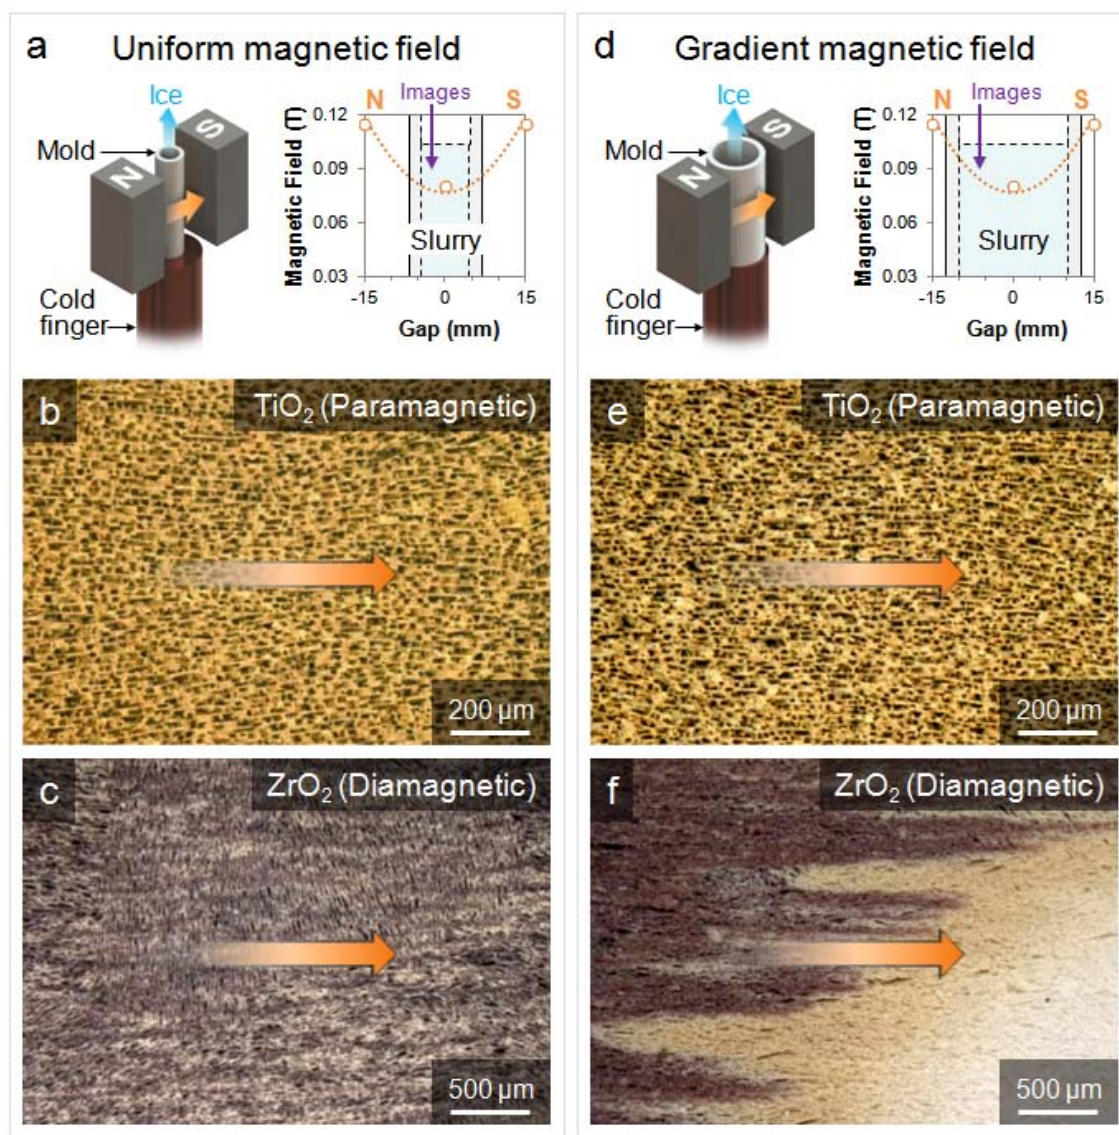 a Uniform magnetic field
Ice
Mold
N
S
Cold
finger
Magnetic Field (T)
0.12
0.09
0.06
0.03
N
Images
S
Slurry
-15 0 15
Gap (mm)
b TiO₂ (Paramagnetic)
200 µm
c ZrO₂ (Diamagnetic)
500 µm
d Gradient magnetic field
Ice
Mold
N
S
Cold
finger
Magnetic Field (T)
0.12
0.09
0.06
0.03
N
Images
S
Slurry
-15 0 15
Gap (mm)
e TiO₂ (Paramagnetic)
200 µm
f ZrO₂ (Diamagnetic)
500 µm